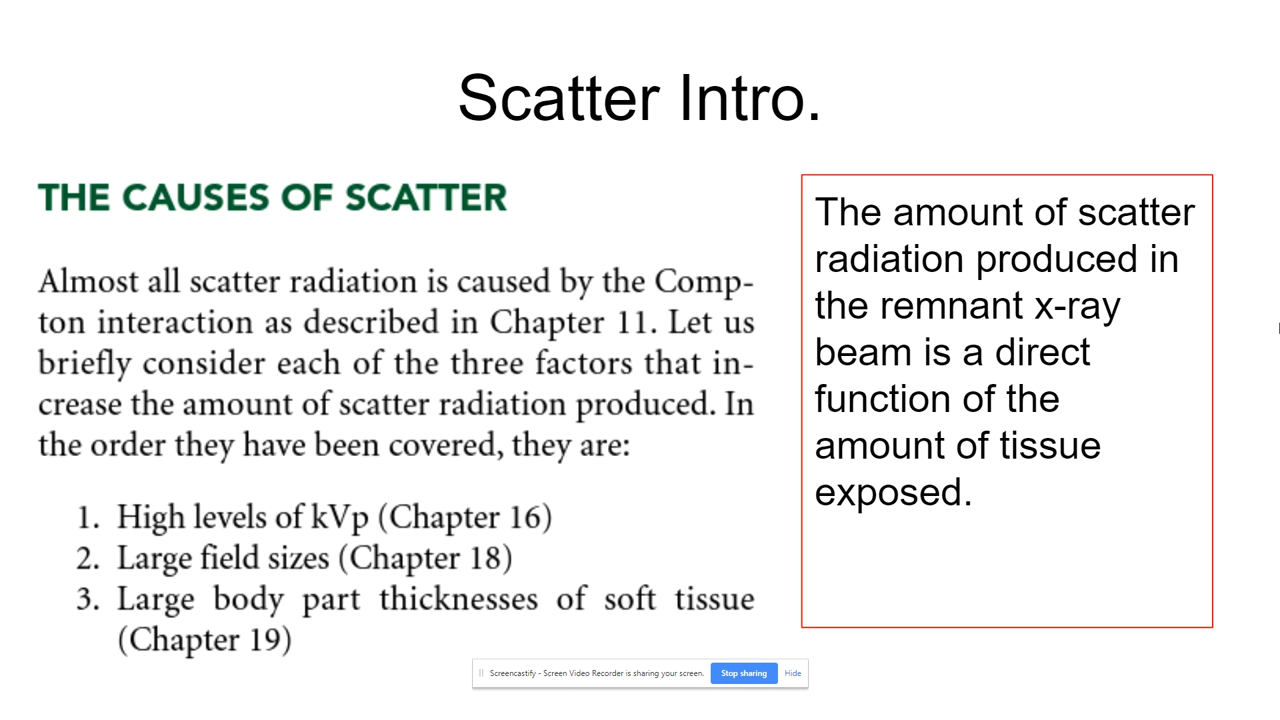 Scatter Intro.
THE CAUSES OF SCATTER
Almost all scatter radiation is caused by the Comp-
ton interaction as described in Chapter 11. Let us
briefly consider each of the three factors that in-
crease the amount of scatter radiation produced. In
the order they have been covered, they are:
1. High levels of kVp (Chapter 16)
2. Large field sizes (Chapter 18)
3. Large body part thicknesses of soft tissue
(Chapter 19)
The amount of scatter
radiation produced in
the remnant x-ray
beam is a direct
function of the
amount of tissue
exposed.
Screencastify - Screen Video Recorder is sharing your screen. Stop sharing Hide